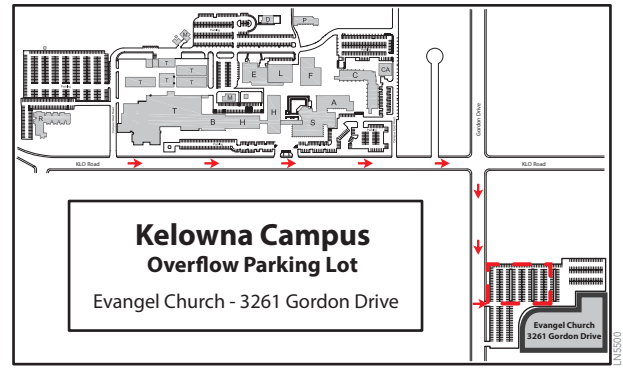 D
P
M
T
T
T
T
T
T
E
L
F
C
CA
R
T
M
B
H
H
S
A
KLO Road
KLO Road
Gordon Drive
Kelowna Campus
Overflow Parking Lot
Evangel Church - 3261 Gordon Drive
Evangel Church
3261 Gordon Drive
LN5500